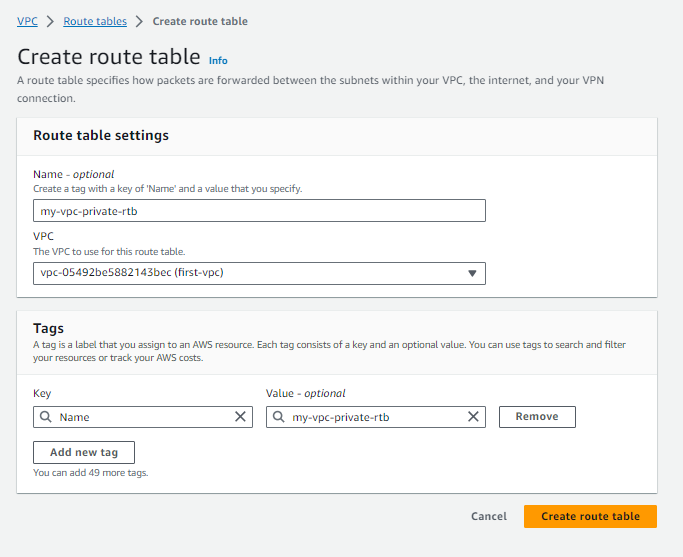 VPC > Route tables > Create route table
Create route table Info
A route table specifies how packets are forwarded between the subnets within your VPC, the internet, and your VPN
connection.
Route table settings
Name - optional
Create a tag with a key of 'Name' and a value that you specify.
my-vpc-private-rtb
VPC
The VPC to use for this route table.
vpc-05492be5882143bec (first-vpc)
Tags
A tag is a label that you assign to an AWS resource. Each tag consists of a key and an optional value. You can use tags to search and filter
your resources or track your AWS costs.
Key Value - optional
Name my-vpc-private-rtb Remove
Add new tag
You can add 49 more tags.
Cancel Create route table